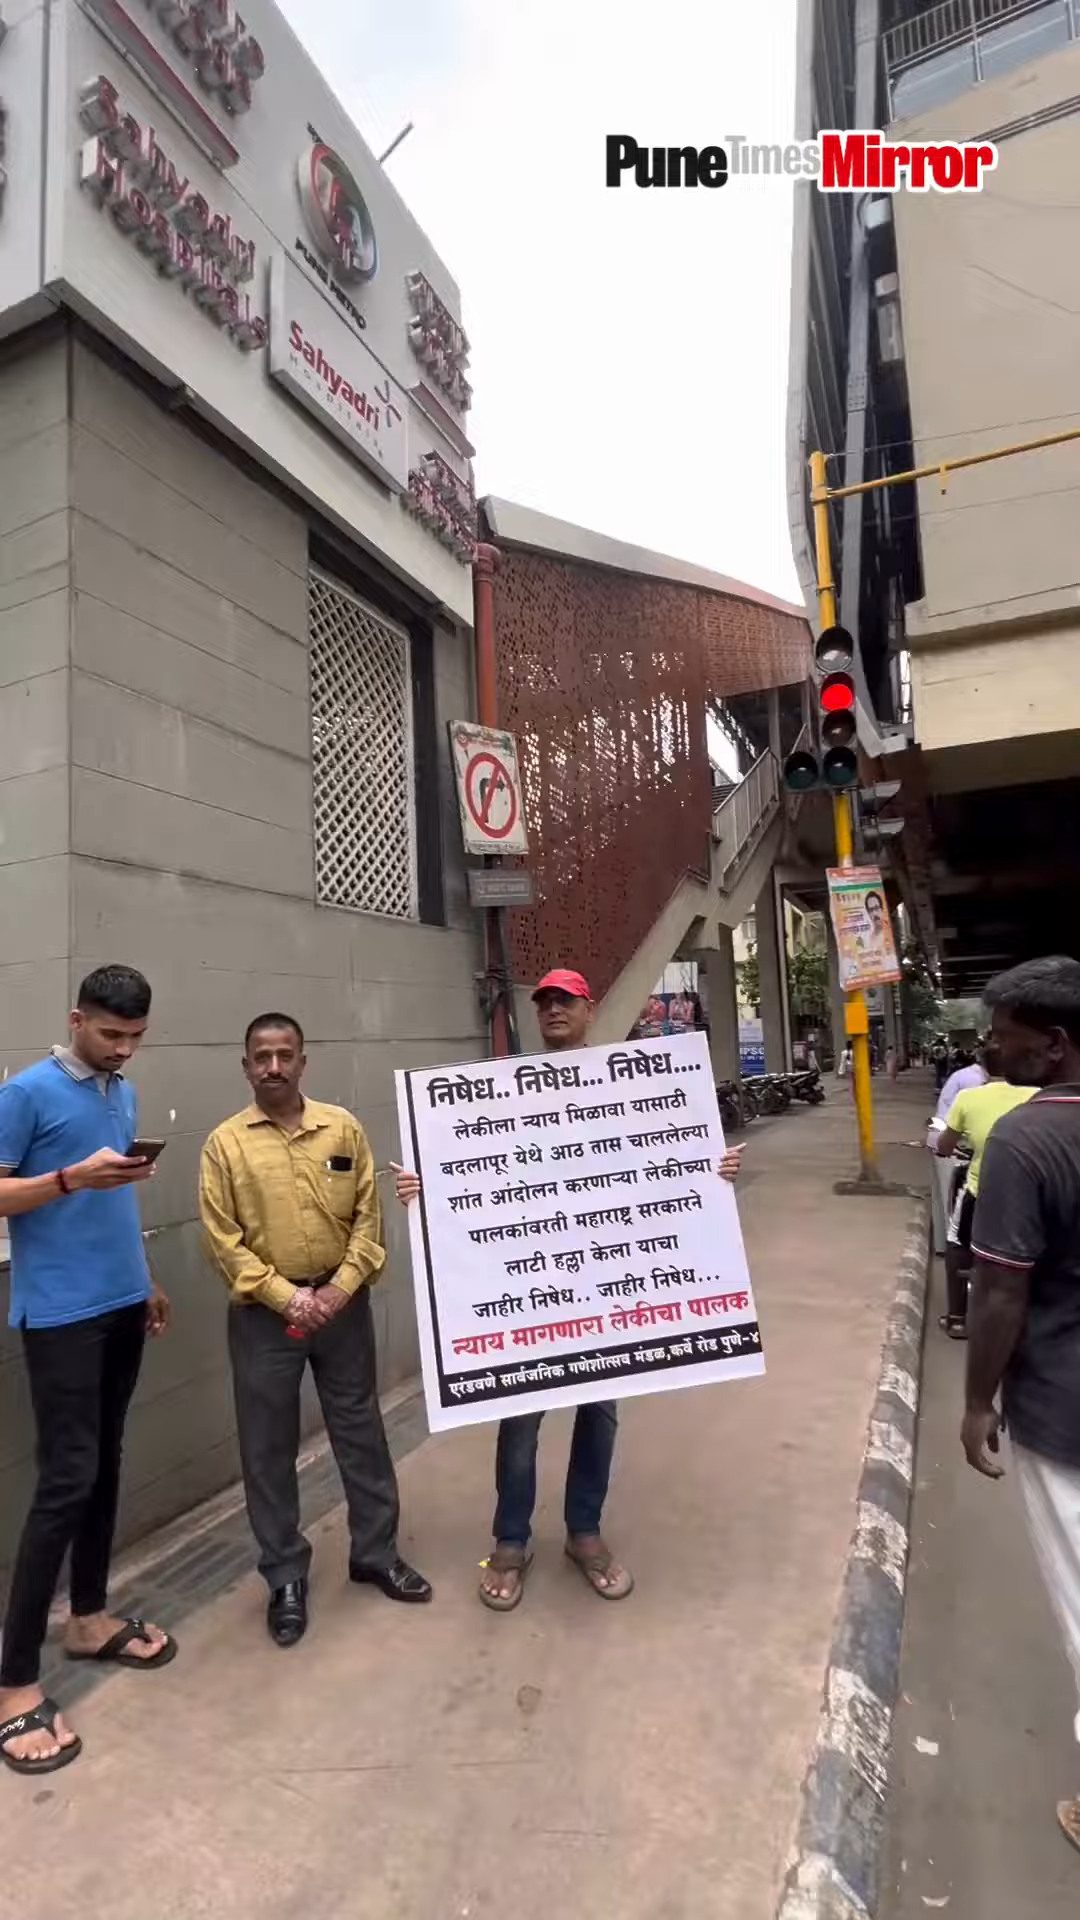 Pune Times Mirror
Sahyadri
Hospitals
PUNE METRO
Sahyadri
HOSPITALS
निषेध.. निषेध... निषेध....
लेकीला न्याय मिळावा यासाठी
बदलापूर येथे आठ तास चाललेल्या
शांत आंदोलन करणाऱ्या लेकीच्या
पालकांवरती महाराष्ट्र सरकारने
लाटी हल्ला केला याचा
जाहीर निषेध.. जाहीर निषेध...
न्याय मागणारा लेकीचा पालक
एरंडवणे सार्वजनिक गणेशोत्सव मंडळ,कर्वे रोड पुणे-४